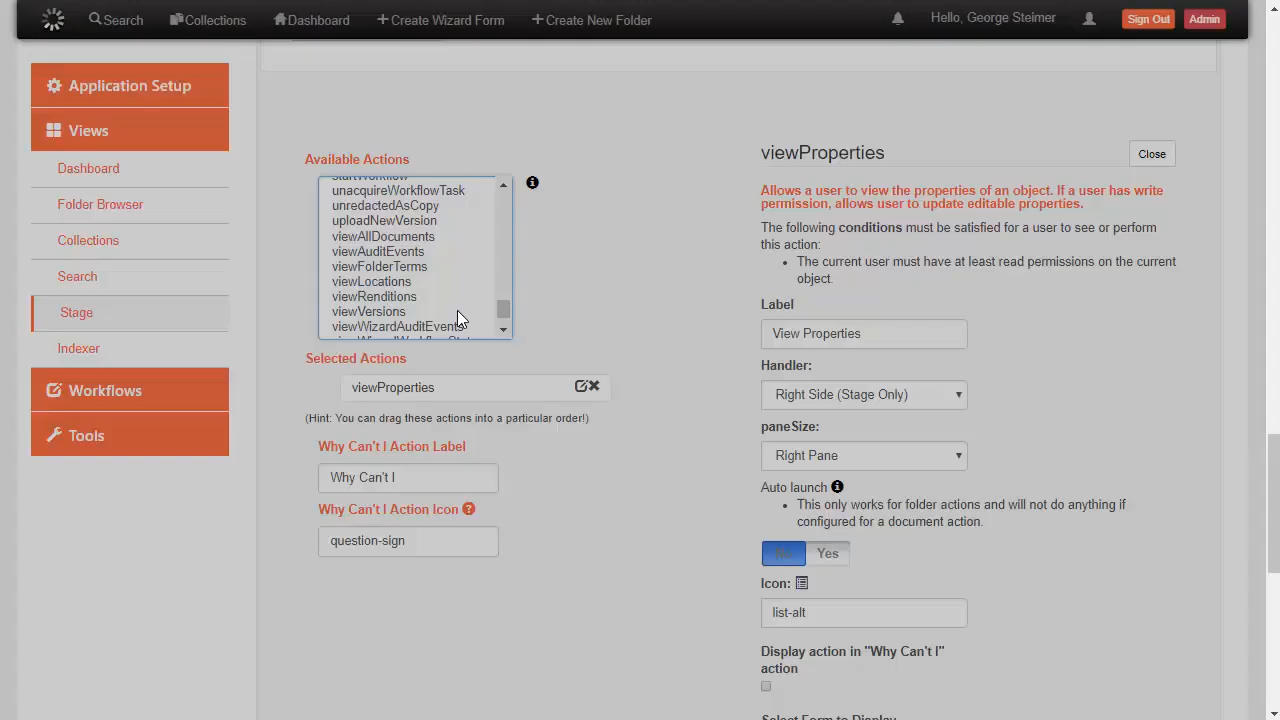 Search
Collections
Dashboard
Create Wizard Form
Create New Folder
Hello, George Steimer
Sign Out
Admin
Application Setup
Views
Dashboard
Folder Browser
Collections
Search
Stage
Indexer
Workflows
Tools
Available Actions
startWorkflow
unacquireWorkflowTask
unredactedAsCopy
uploadNewVersion
viewAllDocuments
viewAuditEvents
viewFolderTerms
viewLocations
viewRenditions
viewVersions
viewWizardAuditEvents
Selected Actions
viewProperties
(Hint: You can drag these actions into a particular order!)
Why Can't I Action Label
Why Can't I
Why Can't I Action Icon
question-sign
viewProperties
Close
Allows a user to view the properties of an object. If a user has write
permission, allows user to update editable properties.
The following conditions must be satisfied for a user to see or perform
this action:
The current user must have at least read permissions on the current
object.
Label
View Properties
Handler:
Right Side (Stage Only)
paneSize:
Right Pane
Auto launch
This only works for folder actions and will not do anything if
configured for a document action.
No
Yes
Icon:
list-alt
Display action in "Why Can't I"
action
Select Form to Display